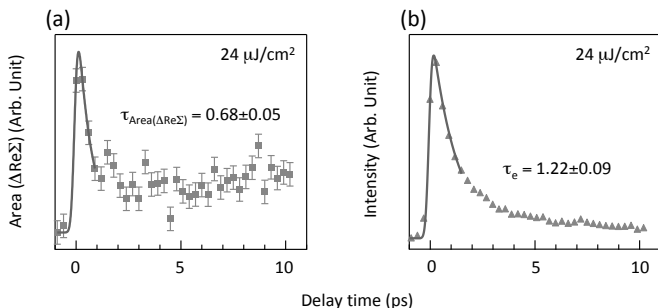 (a)
24 μJ/cm²
τArea(ΔReΣ) = 0.68±0.05
Area (ΔReΣ) (Arb. Unit)
0 5 10
(b)
24 μJ/cm²
τe = 1.22±0.09
Intensity (Arb. Unit)
0 5 10
Delay time (ps)